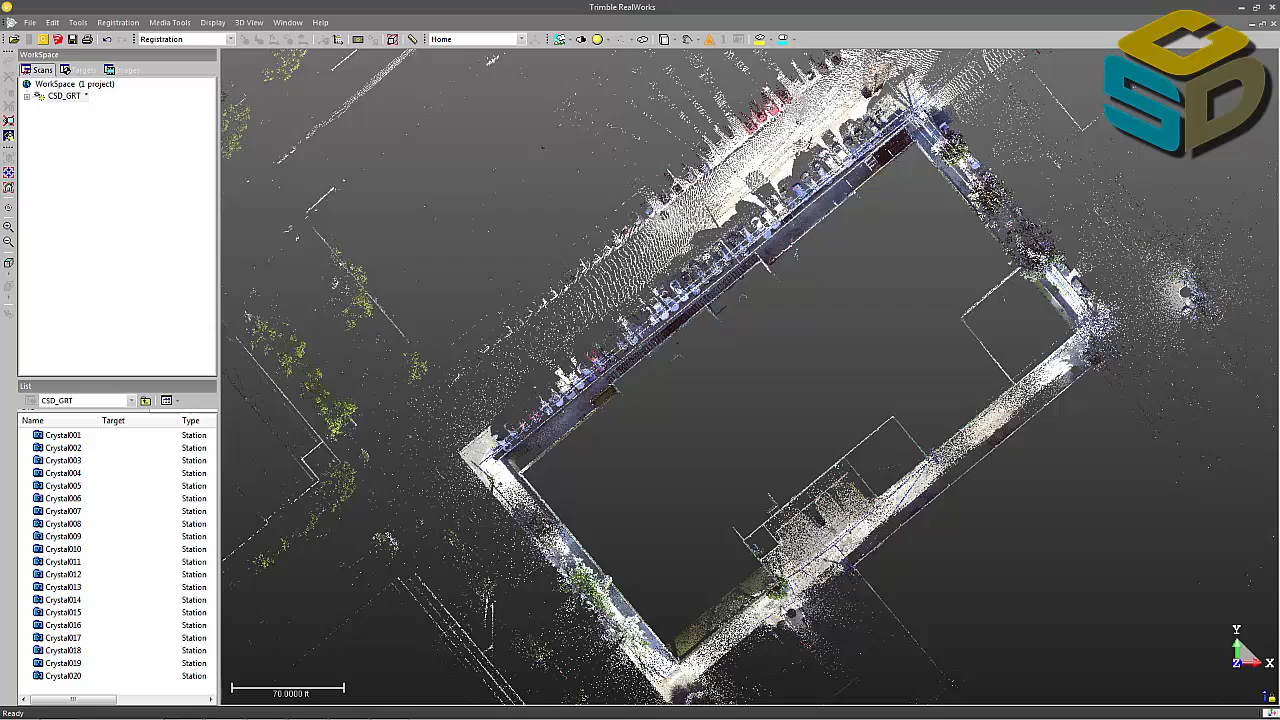 Trimble RealWorks
File Edit Tools Registration Media Tools Display 3D View Window Help
Registration Home
WorkSpace
Scans Targets Images
WorkSpace (1 project)
CSD_GRT *
List
CSD_GRT
Name Target Type
Crystal001 Station
Crystal002 Station
Crystal003 Station
Crystal004 Station
Crystal005 Station
Crystal006 Station
Crystal007 Station
Crystal008 Station
Crystal009 Station
Crystal010 Station
Crystal011 Station
Crystal012 Station
Crystal013 Station
Crystal014 Station
Crystal015 Station
Crystal016 Station
Crystal017 Station
Crystal018 Station
Crystal019 Station
Crystal020 Station
70.0000 ft
Y
Z X
Ready
CSD